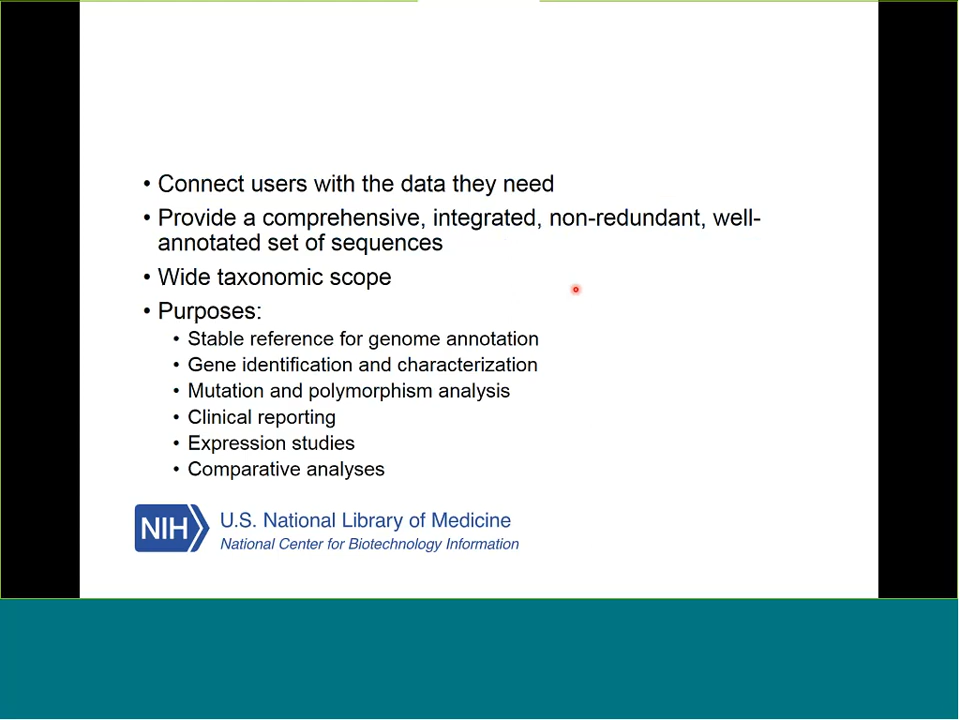 • Connect users with the data they need
• Provide a comprehensive, integrated, non-redundant, well-
annotated set of sequences
• Wide taxonomic scope
• Purposes:
• Stable reference for genome annotation
• Gene identification and characterization
• Mutation and polymorphism analysis
• Clinical reporting
• Expression studies
• Comparative analyses
NIH U.S. National Library of Medicine
National Center for Biotechnology Information